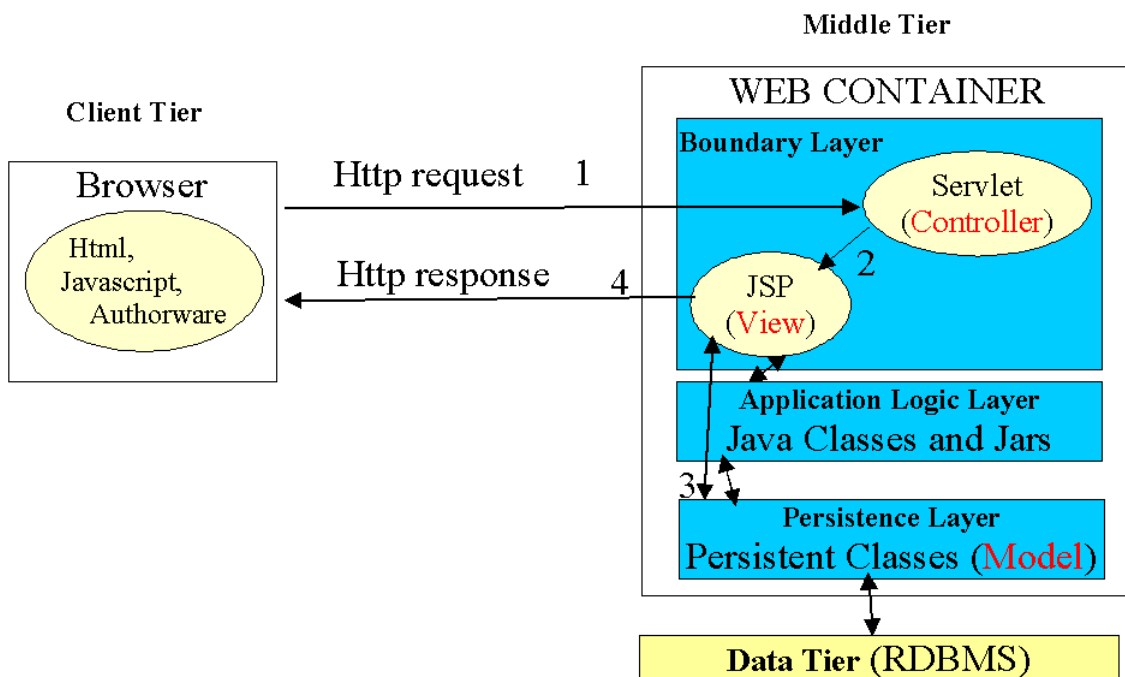 Middle Tier
Client Tier
WEB CONTAINER
Boundary Layer
Browser
Html,
Javascript,
Authorware
Http request 1
Servlet
(Controller)
2
Http response 4
JSP
(View)
Application Logic Layer
Java Classes and Jars
3
Persistence Layer
Persistent Classes (Model)
Data Tier (RDBMS)